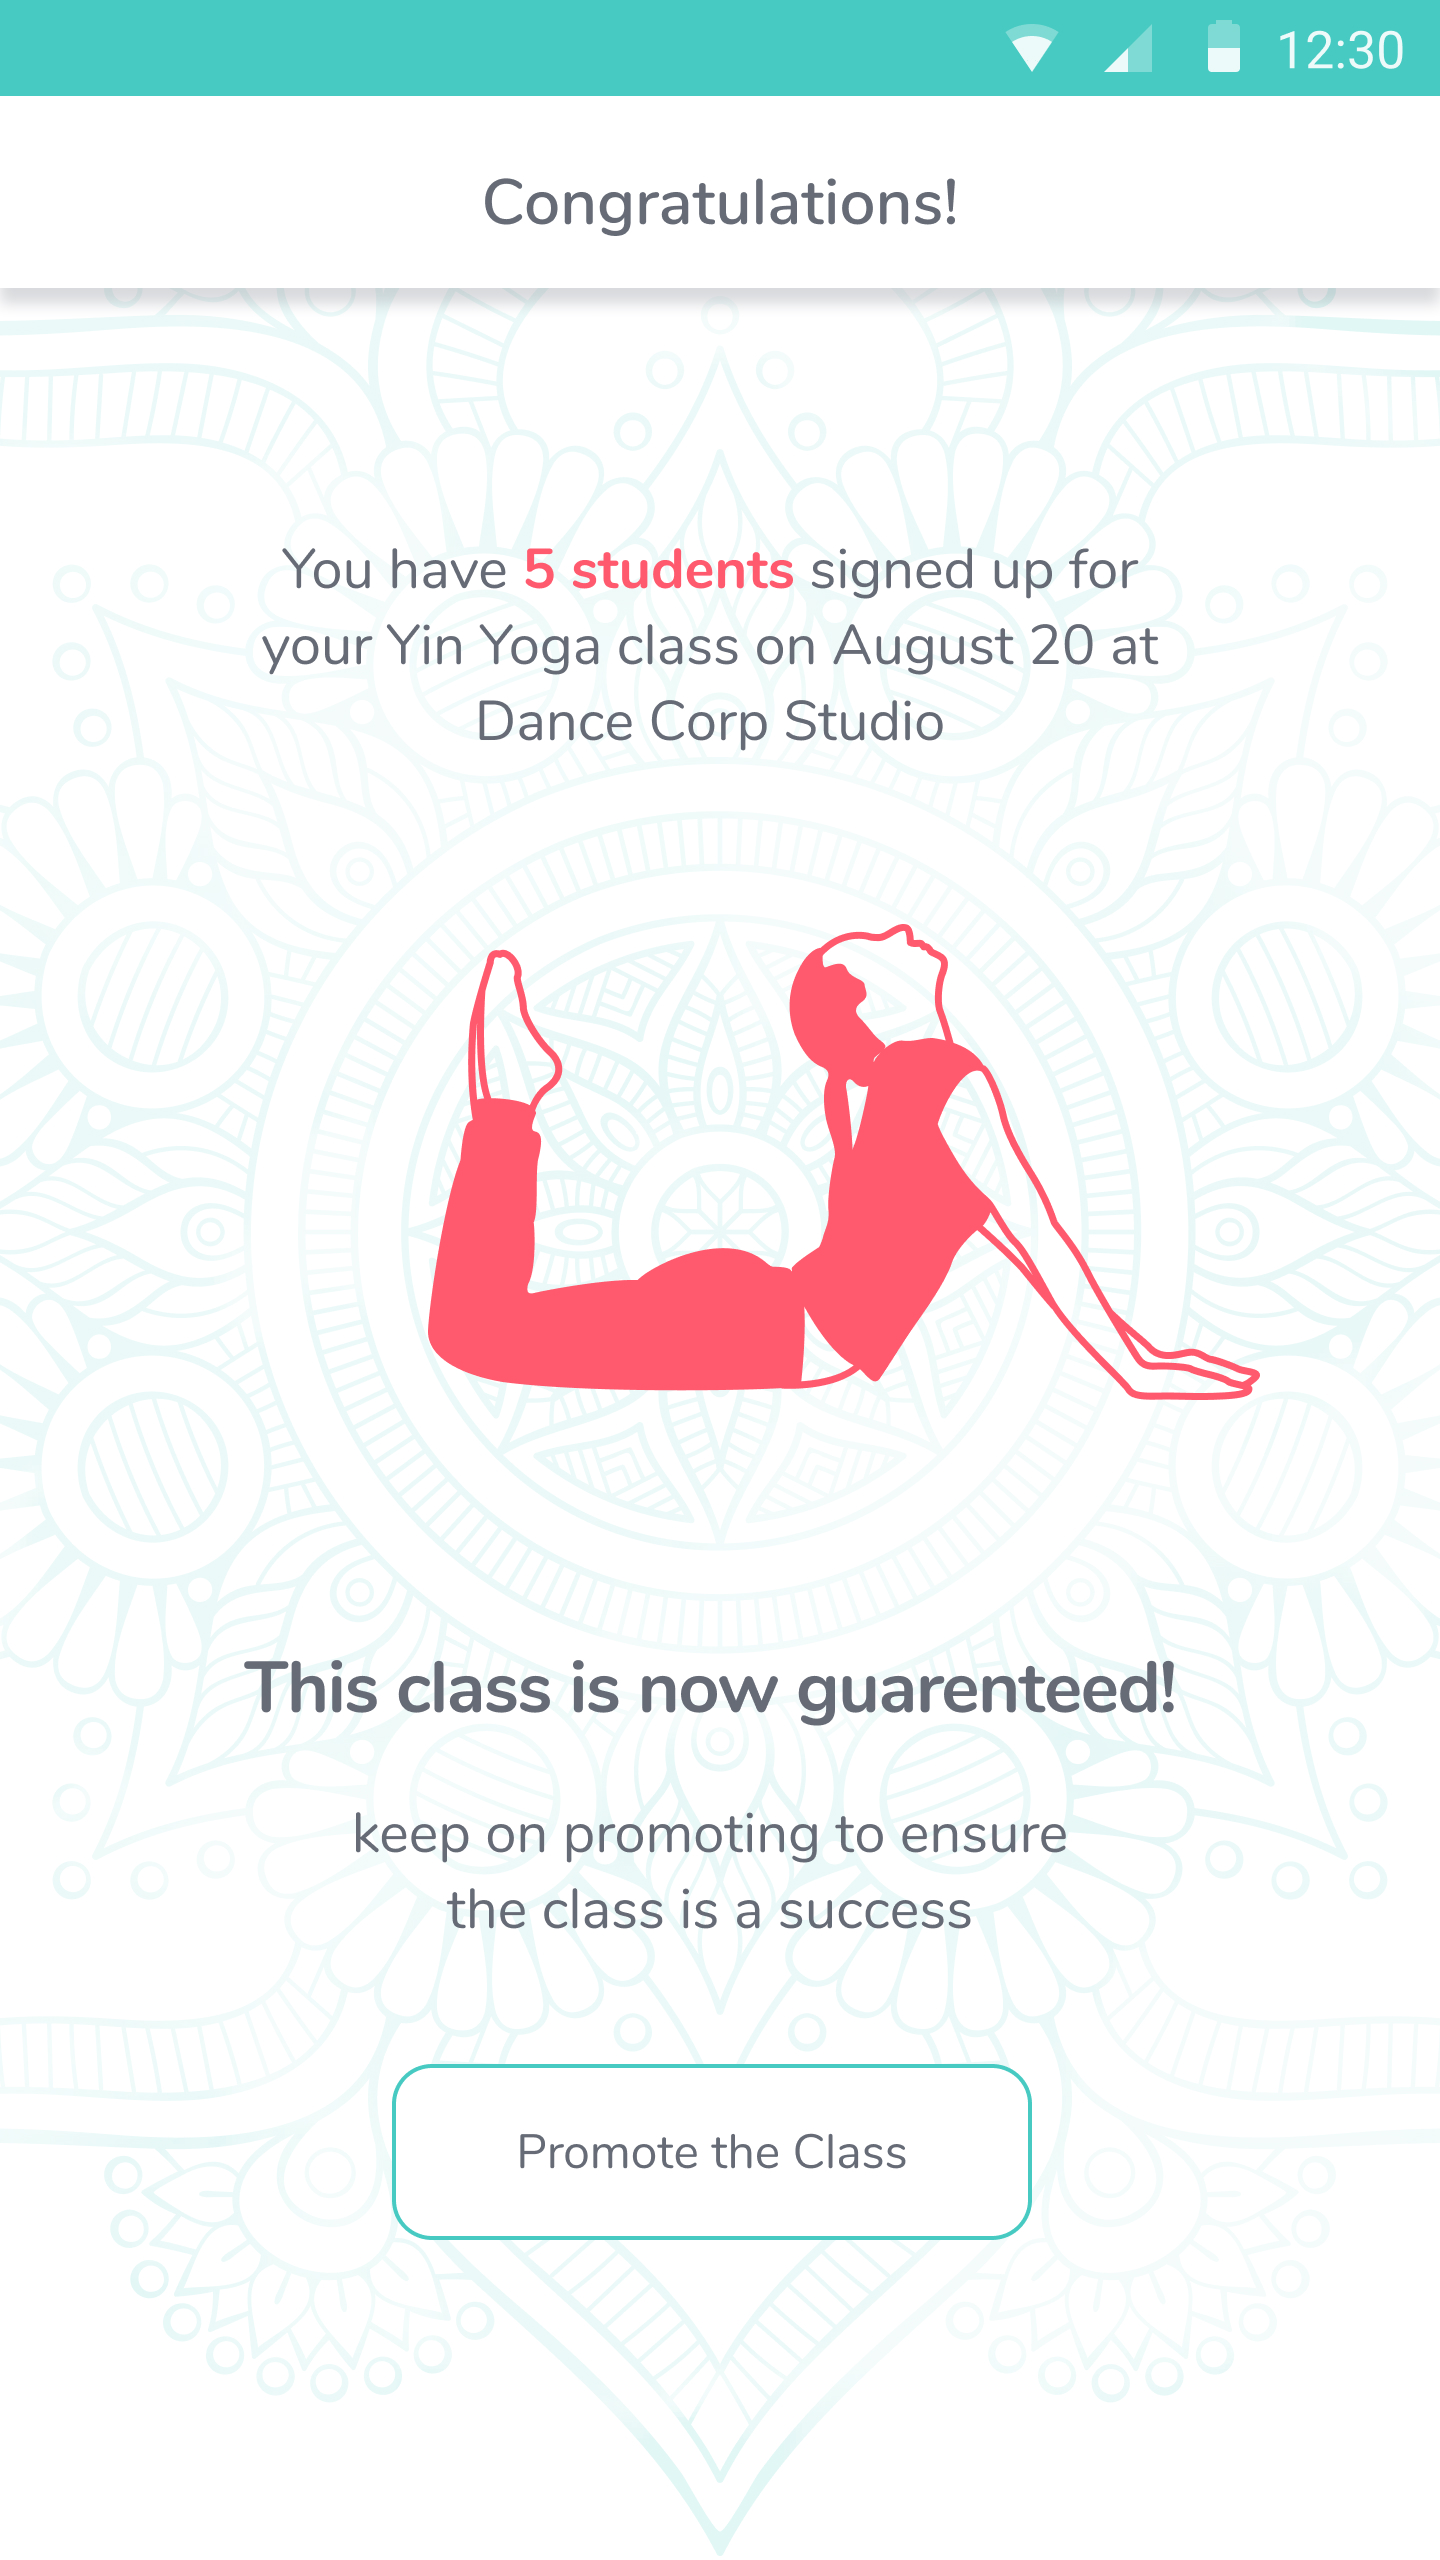 12:30
Congratulations!
You have 5 students signed up for
your Yin Yoga class on August 20 at
Dance Corp Studio
This class is now guarenteed!
keep on promoting to ensure
the class is a success
Promote the Class